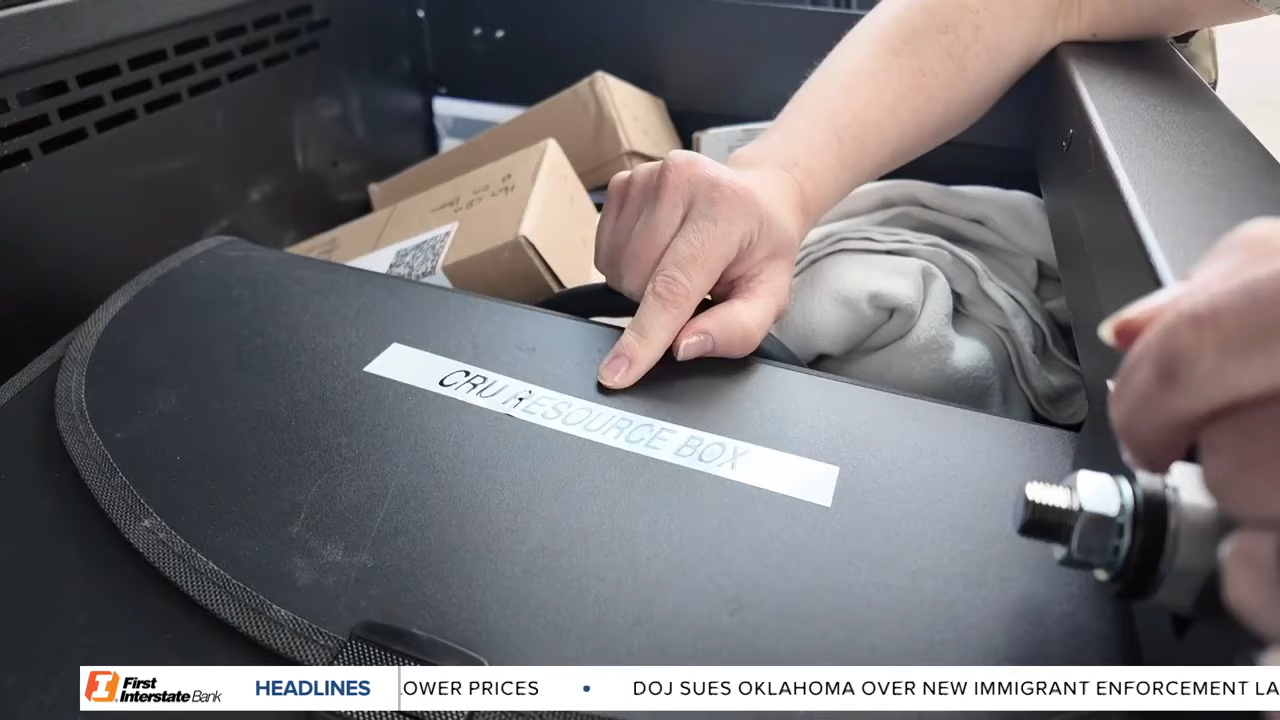 CRU RESOURCE BOX
First
Interstate Bank
HEADLINES
OWER PRICES • DOJ SUES OKLAHOMA OVER NEW IMMIGRANT ENFORCEMENT LA